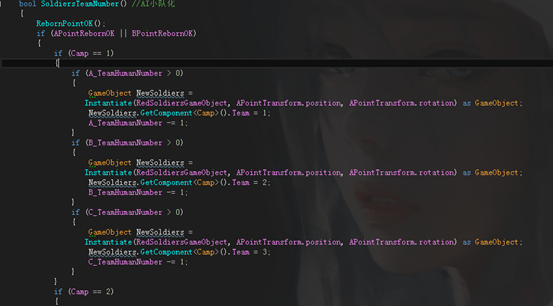 bool SoldiersTeamNumber() //AI小队化
{
RebornPointOK();
if (APointRebornOK || BPointRebornOK)
{
if (Camp == 1)
{
if (A_TeamHumanNumber > 0)
{
GameObject NewSoldiers =
Instantiate(RedSoldiersGameObject, APointTransform.position, APointTransform.rotation) as GameObject;
NewSoldiers.GetComponent<Camp>().Team = 1;
A_TeamHumanNumber -= 1;
}
if (B_TeamHumanNumber > 0)
{
GameObject NewSoldiers =
Instantiate(RedSoldiersGameObject, APointTransform.position, APointTransform.rotation) as GameObject;
NewSoldiers.GetComponent<Camp>().Team = 2;
B_TeamHumanNumber -= 1;
}
if (C_TeamHumanNumber > 0)
{
GameObject NewSoldiers =
Instantiate(RedSoldiersGameObject, APointTransform.position, APointTransform.rotation) as GameObject;
NewSoldiers.GetComponent<Camp>().Team = 3;
C_TeamHumanNumber -= 1;
}
}
if (Camp == 2)
{